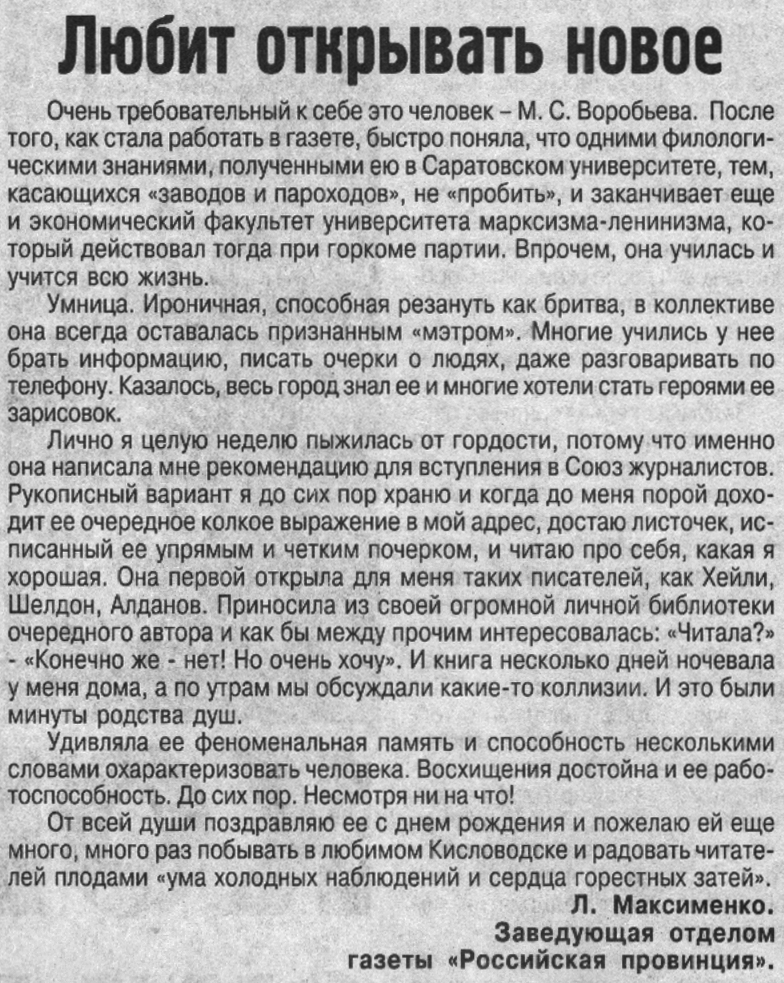 Любит открывать новое
Очень требовательный к себе это человек – М. С. Воробьева. После
того, как стала работать в газете, быстро поняла, что одними филологи-
ческими знаниями, полученными ею в Саратовском университете, тем,
касающихся «заводов и пароходов», не «пробить», и заканчивает еще
и экономический факультет университета марксизма-ленинизма, ко-
торый действовал тогда при горкоме партии. Впрочем, она училась и
учится всю жизнь.
Умница. Ироничная, способная резануть как бритва, в коллективе
она всегда оставалась признанным «мэтром». Многие учились у нее
брать информацию, писать очерки о людях, даже разговаривать по
телефону. Казалось, весь город знал ее и многие хотели стать героями ее
зарисовок.
Лично я целую неделю пыжилась от гордости, потому что именно
она написала мне рекомендацию для вступления в Союз журналистов.
Рукописный вариант я до сих пор храню и когда до меня порой дохо-
дит ее очередное колкое выражение в мой адрес, достаю листочек, ис-
писанный ее упрямым и четким почерком, и читаю про себя, какая я
хорошая. Она первой открыла для меня таких писателей, как Хейли,
Шелдон, Алданов. Приносила из своей огромной личной библиотеки
очередного автора и как бы между прочим интересовалась: «Читала?»
- «Конечно же - нет! Но очень хочу». И книга несколько дней ночевала
у меня дома, а по утрам мы обсуждали какие-то коллизии. И это были
минуты родства душ.
Удивляла ее феноменальная память и способность несколькими
словами охарактеризовать человека. Восхищения достойна и ее рабо-
тоспособность. До сих пор. Несмотря ни на что!
От всей души поздравляю ее с днем рождения и пожелаю ей еще
много, много раз побывать в любимом Кисловодске и радовать читате-
лей плодами «ума холодных наблюдений и сердца горестных затей».
Л. Максименко.
Заведующая отделом
газеты «Российская провинция».